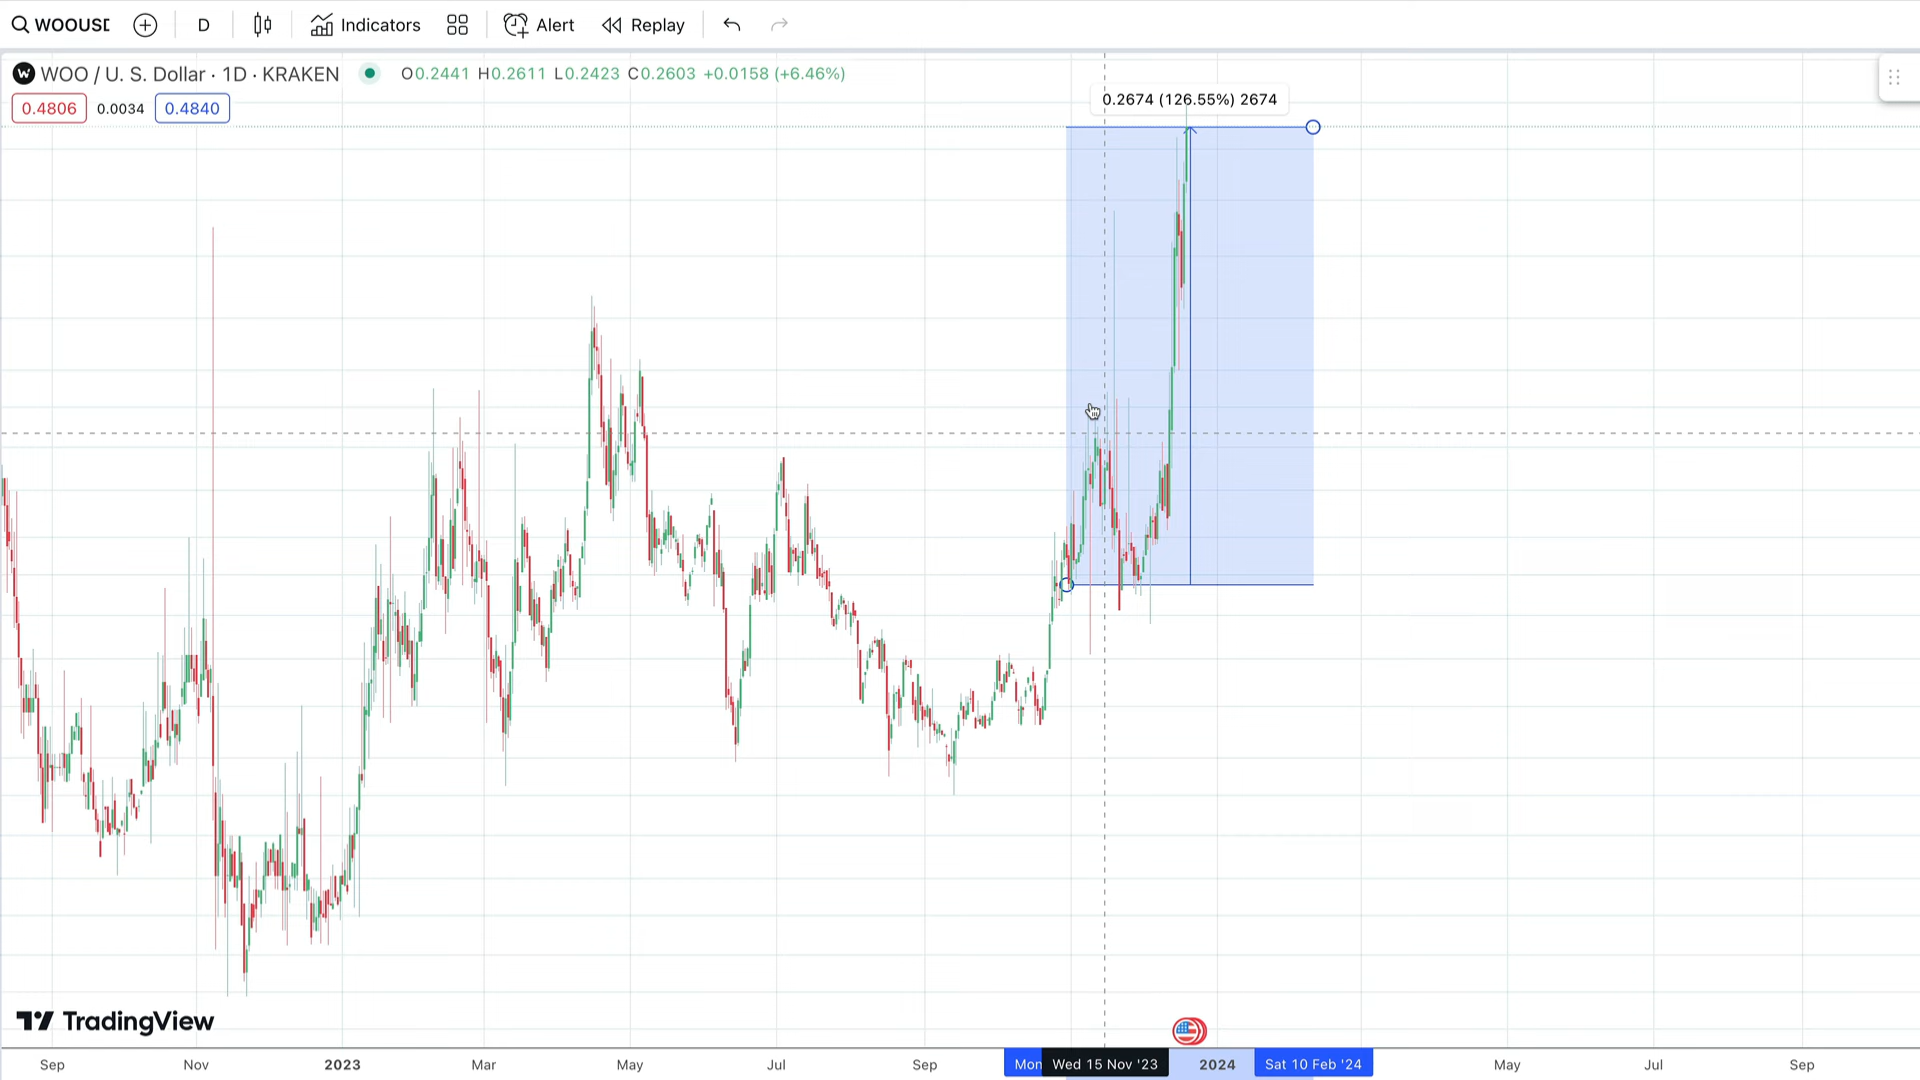 WOOUSD
D
Indicators
Alert
Replay
WOO / U. S. Dollar · 1D · KRAKEN
O0.2441 H0.2611 L0.2423 C0.2603 +0.0158 (+6.46%)
0.4806
0.0034
0.4840
0.2674 (126.55%) 2674
TradingView
Sep
Nov
2023
Mar
May
Jul
Sep
Mon
Wed 15 Nov '23
2024
Sat 10 Feb '24
May
Jul
Sep